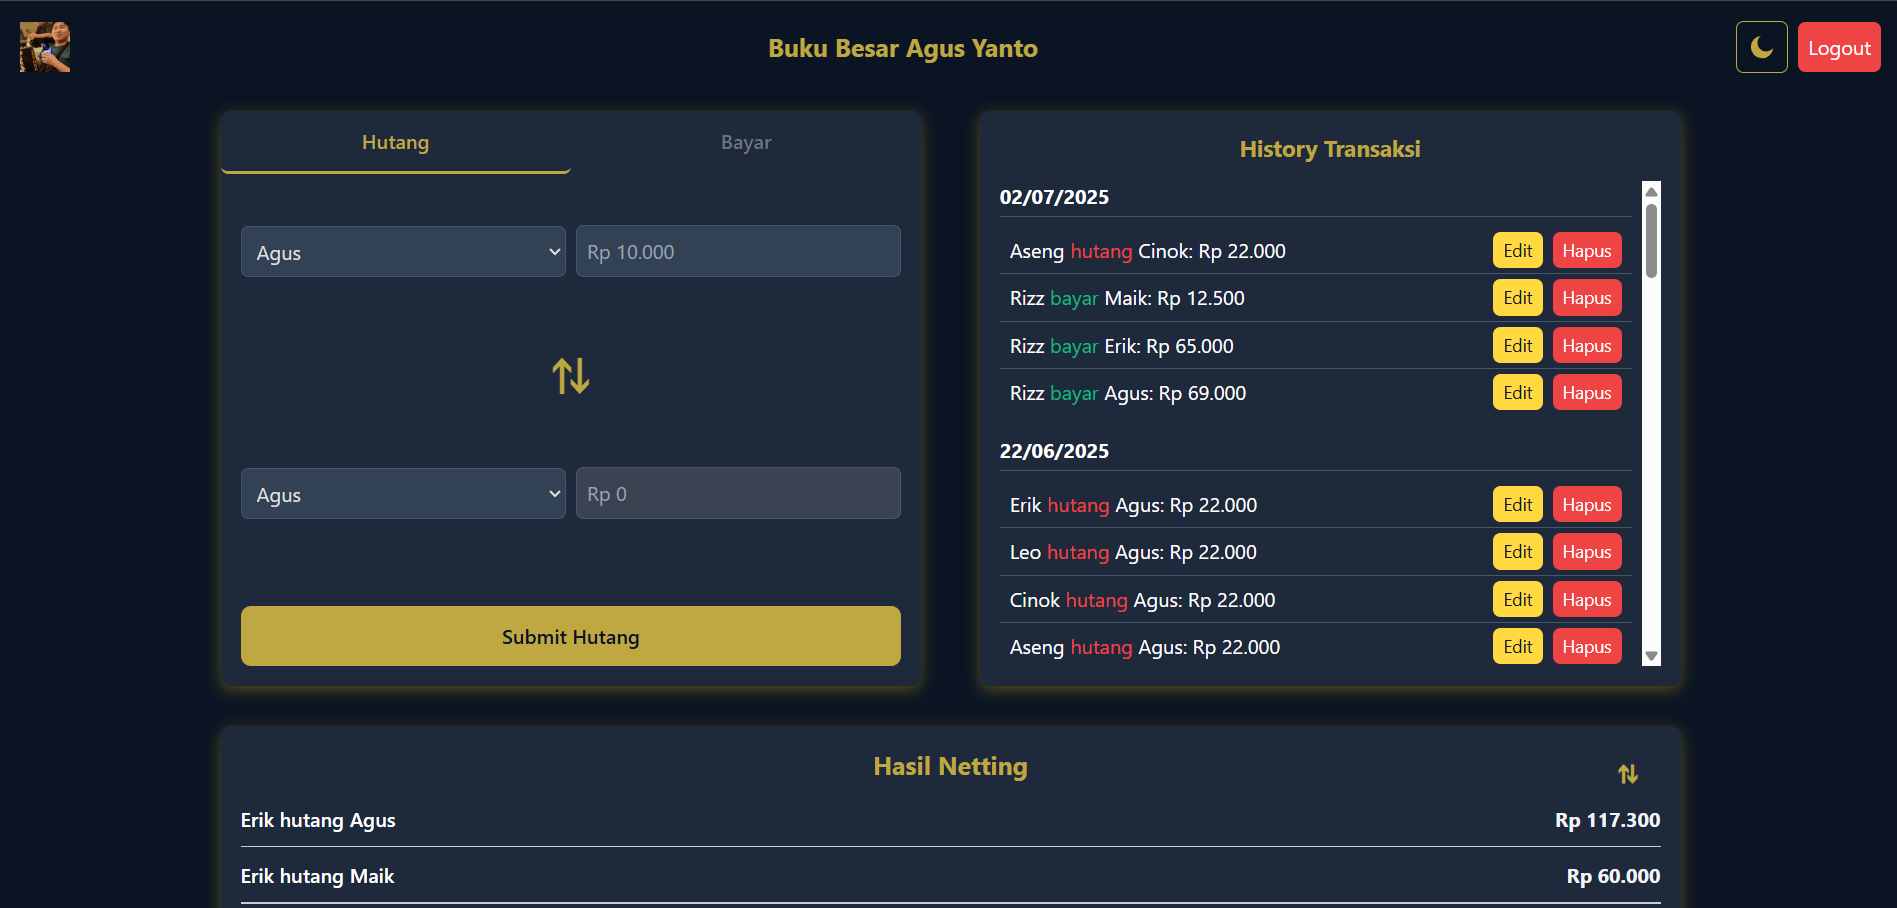 Buku Besar Agus Yanto
Logout
Hutang
Bayar
Agus
Rp 10.000
Agus
Rp 0
Submit Hutang
History Transaksi
02/07/2025
Aseng hutang Cinok: Rp 22.000 Edit Hapus
Rizz bayar Maik: Rp 12.500 Edit Hapus
Rizz bayar Erik: Rp 65.000 Edit Hapus
Rizz bayar Agus: Rp 69.000 Edit Hapus
22/06/2025
Erik hutang Agus: Rp 22.000 Edit Hapus
Leo hutang Agus: Rp 22.000 Edit Hapus
Cinok hutang Agus: Rp 22.000 Edit Hapus
Aseng hutang Agus: Rp 22.000 Edit Hapus
Hasil Netting
Erik hutang Agus Rp 117.300
Erik hutang Maik Rp 60.000